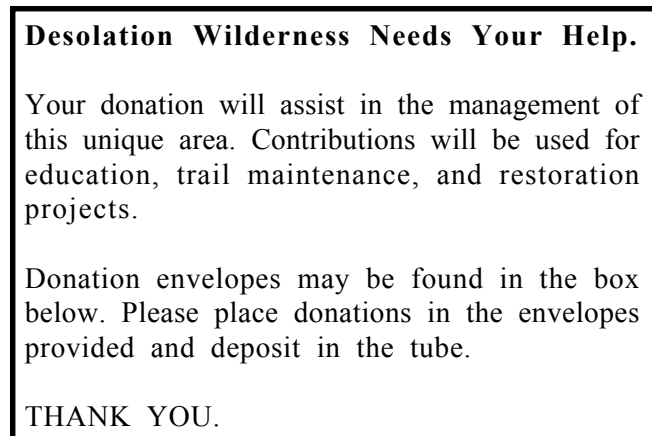 Desolation Wilderness Needs Your Help.
Your donation will assist in the management of
this unique area. Contributions will be used for
education, trail maintenance, and restoration
projects.
Donation envelopes may be found in the box
below. Please place donations in the envelopes
provided and deposit in the tube.
THANK YOU.